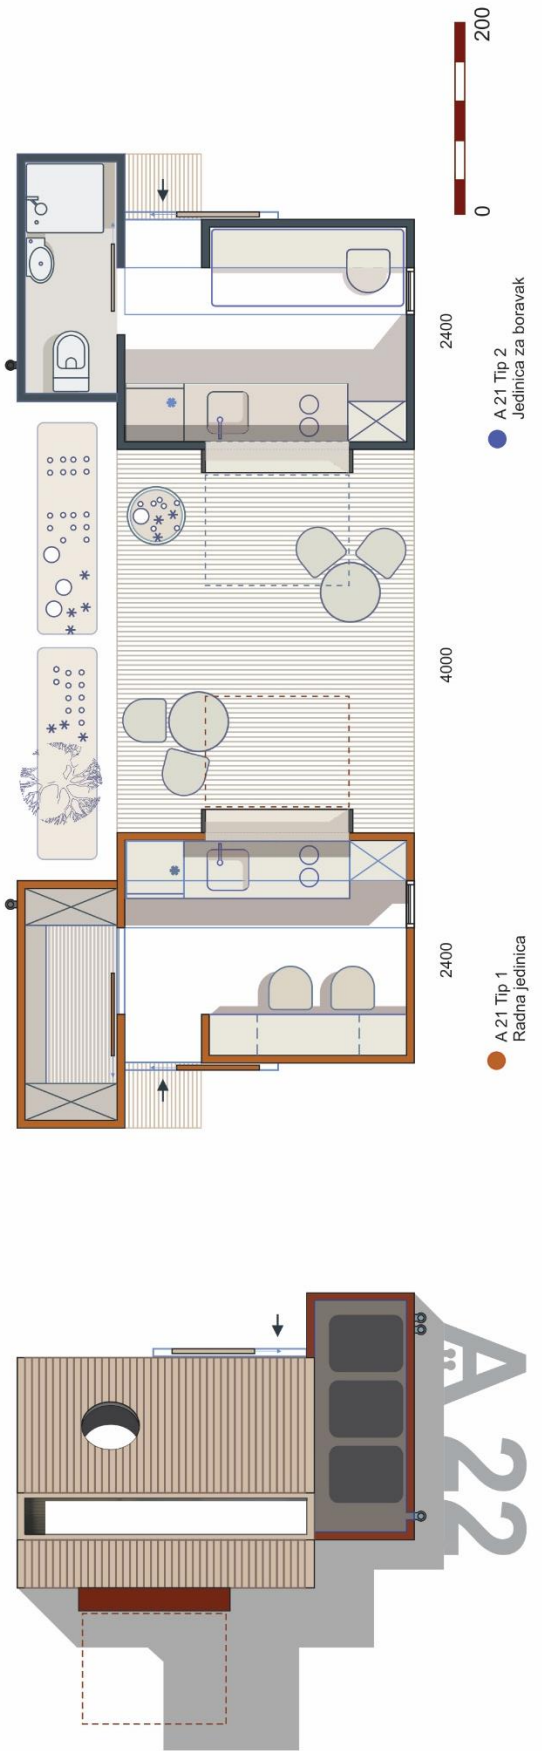 2400
4000
2400
0
200
A 21 Tip 1
Radna jedinica
A 21 Tip 2
Jedinica za boravak
A 22